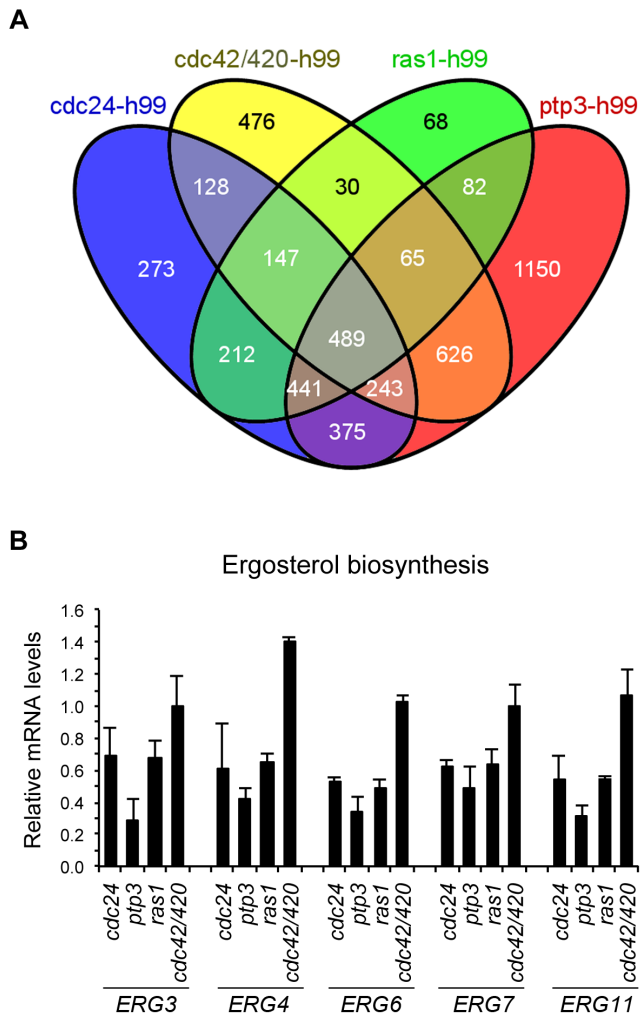 A
cdc42/420-h99
ras1-h99
cdc24-h99
ptp3-h99
476
68
128
30
82
273
147
65
1150
212
489
626
441
243
375
B
Ergosterol biosynthesis
Relative mRNA levels
1.6
1.4
1.2
1.0
0.8
0.6
0.4
0.2
0.0
cdc24
ptp3
ras1
cdc42/420
cdc24
ptp3
ras1
cdc42/420
cdc24
ptp3
ras1
cdc42/420
cdc24
ptp3
ras1
cdc42/420
cdc24
ptp3
ras1
cdc42/420
ERG3
ERG4
ERG6
ERG7
ERG11